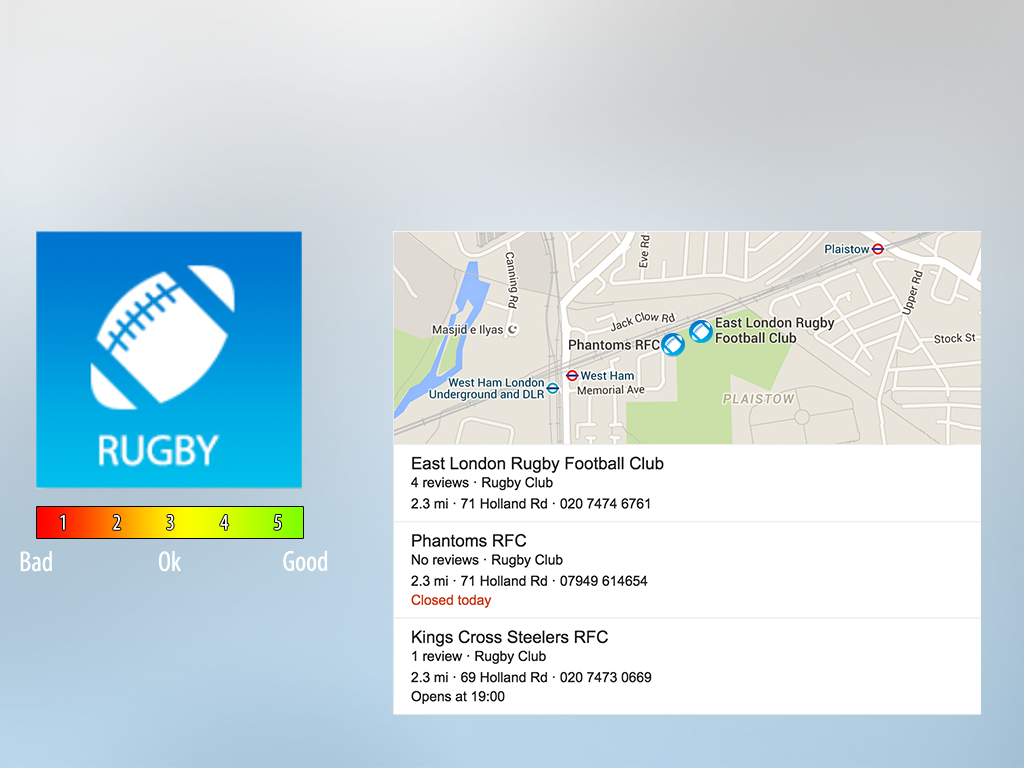 RUGBY
1 2 3 4 5
Bad Ok Good
Plaistow
Eve Rd
Canning Rd
Upper Rd
Masjid e Ilyas
Jack Clow Rd
East London Rugby
Football Club
Phantoms RFC
Stock St
West Ham London
Underground and DLR
West Ham
Memorial Ave
PLAISTOW
East London Rugby Football Club
4 reviews · Rugby Club
2.3 mi · 71 Holland Rd · 020 7474 6761
Phantoms RFC
No reviews · Rugby Club
2.3 mi · 71 Holland Rd · 07949 614654
Closed today
Kings Cross Steelers RFC
1 review · Rugby Club
2.3 mi · 69 Holland Rd · 020 7473 0669
Opens at 19:00